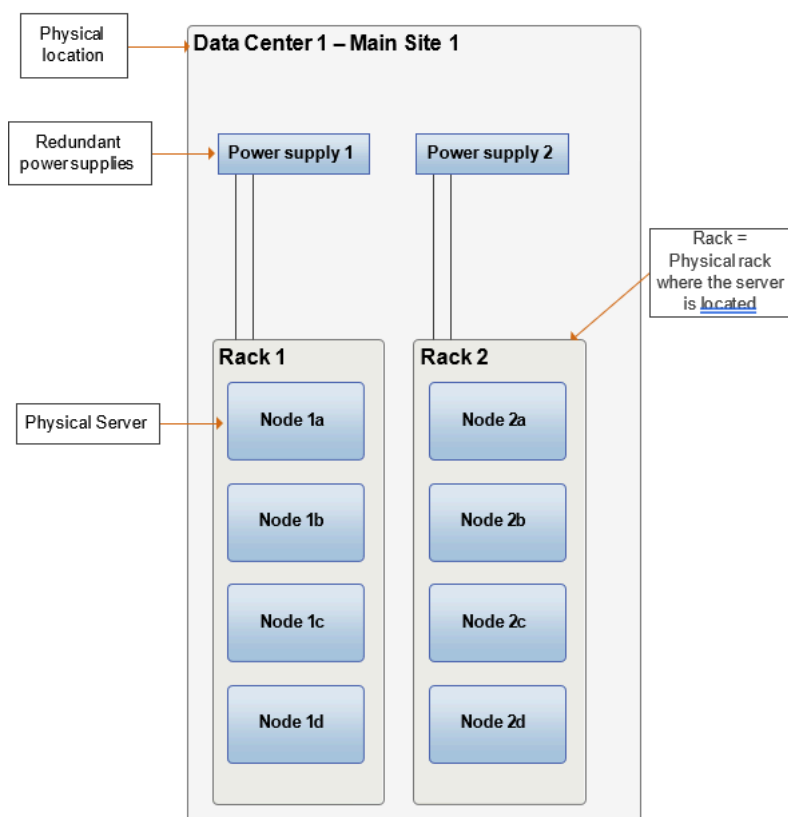 Physical
location
Data Center 1 – Main Site 1
Redundant
power supplies
Power supply 1
Power supply 2
Rack =
Physical rack
where the server
is located
Rack 1
Rack 2
Physical Server
Node 1a
Node 2a
Node 1b
Node 2b
Node 1c
Node 2c
Node 1d
Node 2d